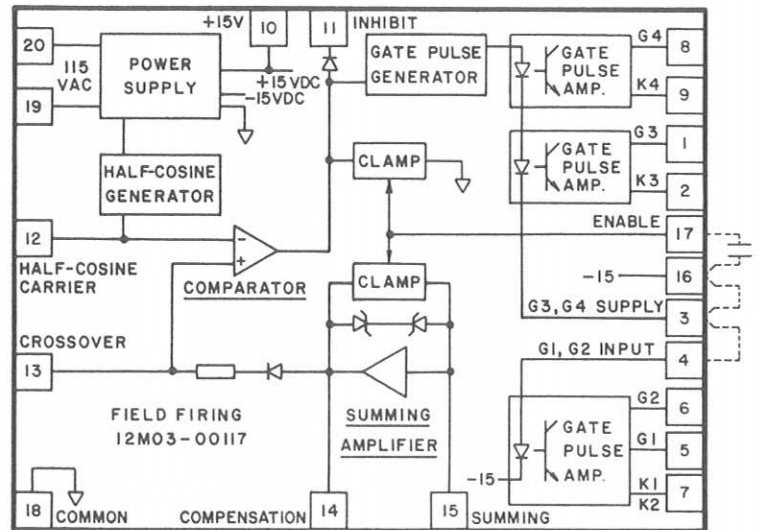 +15V
10
11
INHIBIT
20
115
VAC
19
POWER
SUPPLY
+15VDC
-15VDC
GATE PULSE
GENERATOR
GATE
PULSE
AMP.
G4
8
K4
9
HALF-COSINE
GENERATOR
CLAMP
GATE
PULSE
AMP.
G3
1
K3
2
12
HALF-COSINE
CARRIER
-
+
COMPARATOR
ENABLE
17
CLAMP
-15
16
G3, G4 SUPPLY
3
CROSSOVER
13
G1, G2 INPUT
4
FIELD FIRING
12M03-00117
SUMMING
AMPLIFIER
GATE
PULSE
AMP.
-15
G2
6
G1
5
K1
K2
7
18
COMMON
COMPENSATION
14
15
SUMMING